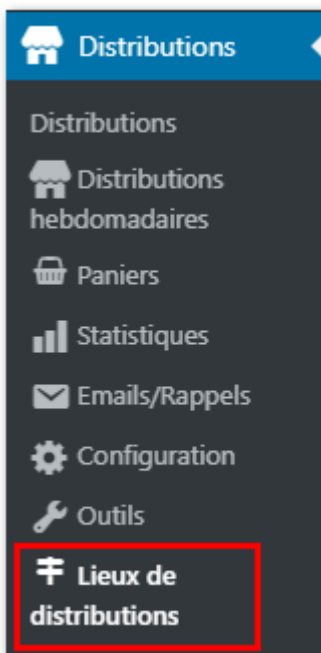 Distributions
Distributions
Distributions
hebdomadaires
Paniers
Statistiques
Emails/Rappels
Configuration
Outils
Lieux de
distributions